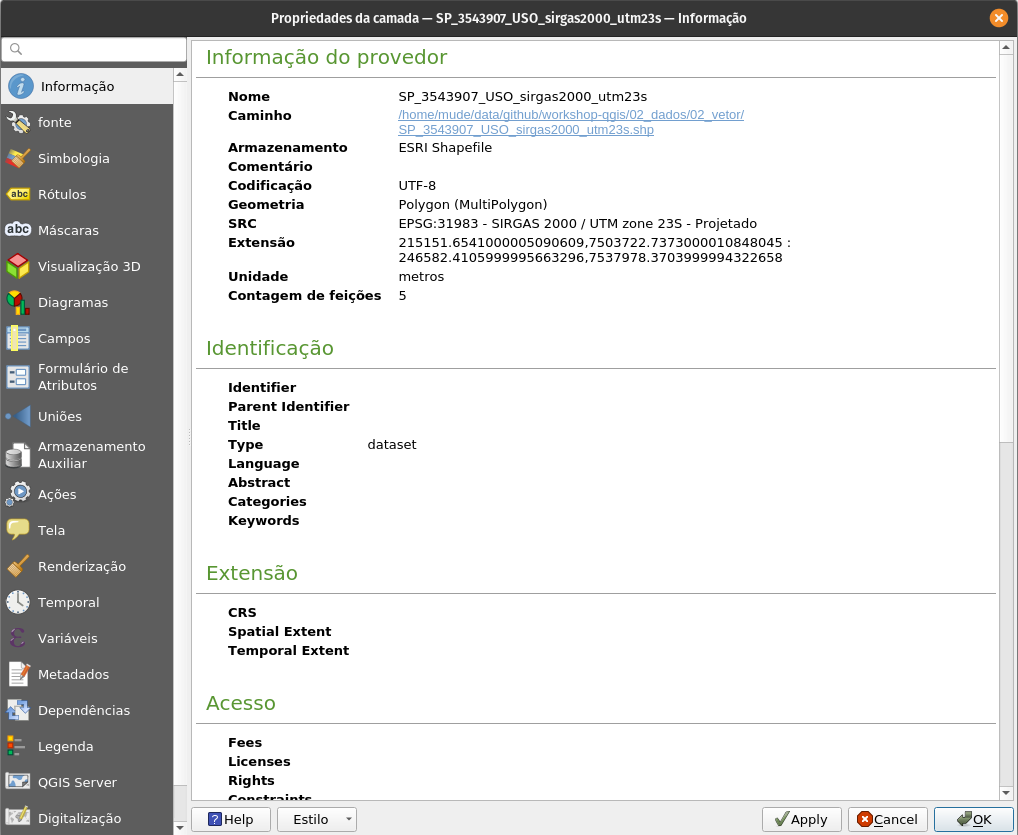 Propriedades da camada — SP_3543907_USO_sirgas2000_utm23s — Informação
Informação
fonte
Simbologia
abc Rótulos
abc Máscaras
Visualização 3D
Diagramas
Campos
Formulário de
Atributos
Uniões
Armazenamento
Auxiliar
Ações
Tela
Renderização
Temporal
Variáveis
Metadados
Dependências
Legenda
QGIS Server
Digitalização
Informação do provedor
Nome SP_3543907_USO_sirgas2000_utm23s
Caminho /home/mude/data/github/workshop-qgis/02_dados/02_vetor/
SP_3543907_USO_sirgas2000_utm23s.shp
Armazenamento ESRI Shapefile
Comentário
Codificação UTF-8
Geometria Polygon (MultiPolygon)
SRC EPSG:31983 - SIRGAS 2000 / UTM zone 23S - Projetado
Extensão 215151.6541000005090609,7503722.7373000010848045 :
246582.4105999995663296,7537978.3703999994322658
Unidade metros
Contagem de feições 5
Identificação
Identifier
Parent Identifier
Title
Type dataset
Language
Abstract
Categories
Keywords
Extensão
CRS
Spatial Extent
Temporal Extent
Acesso
Fees
Licenses
Rights
Constraints
Help
Estilo
Apply
Cancel
OK